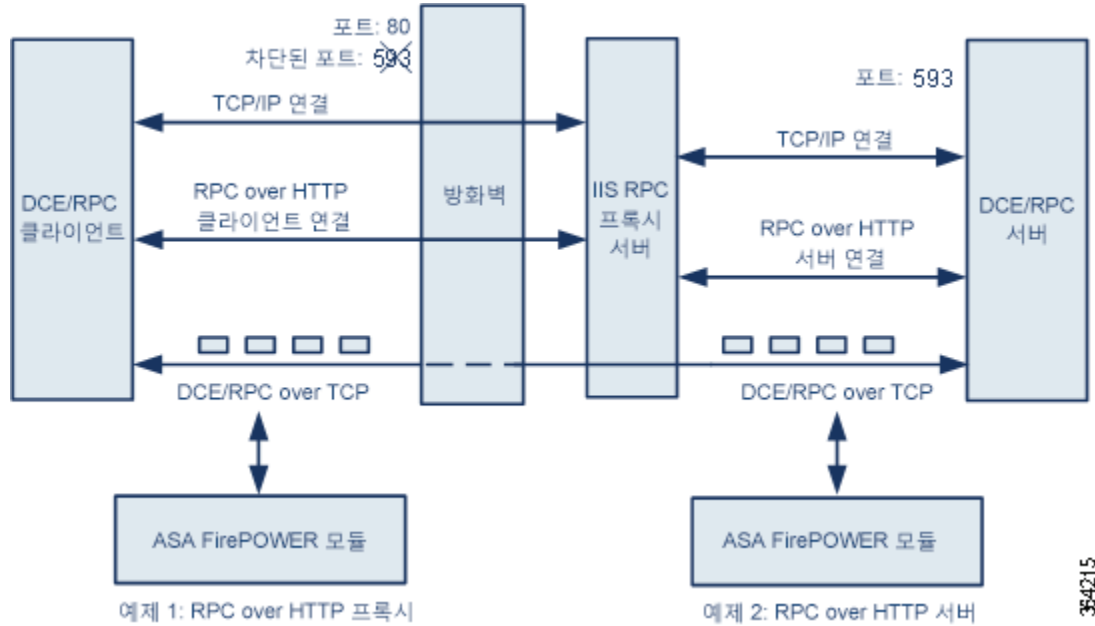 포트: 80
차단된 포트: 593
포트: 593
TCP/IP 연결
TCP/IP 연결
DCE/RPC
클라이언트
RPC over HTTP
클라이언트 연결
방화벽
IIS RPC
프록시
서버
RPC over HTTP
서버 연결
DCE/RPC
서버
DCE/RPC over TCP
DCE/RPC over TCP
ASA FirePOWER 모듈
ASA FirePOWER 모듈
예제 1: RPC over HTTP 프록시
예제 2: RPC over HTTP 서버
364215